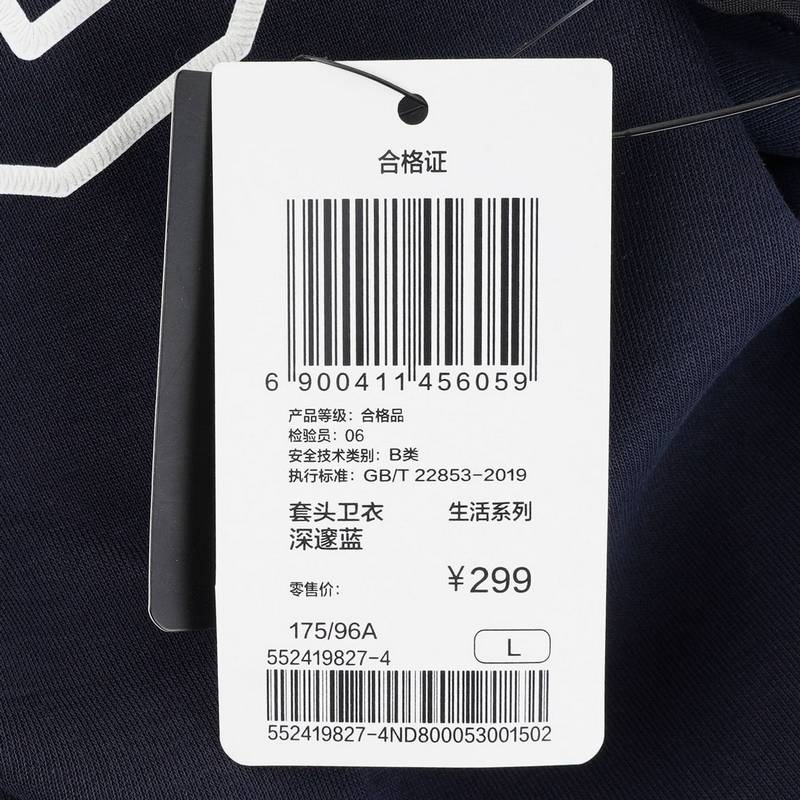 合格证
6 900411 456059
产品等级：合格品
检验员：06
安全技术类别：B类
执行标准：GB/T 22853-2019
套头卫衣 生活系列
深邃蓝
零售价： ¥299
175/96A
552419827-4 L
552419827-4ND800053001502